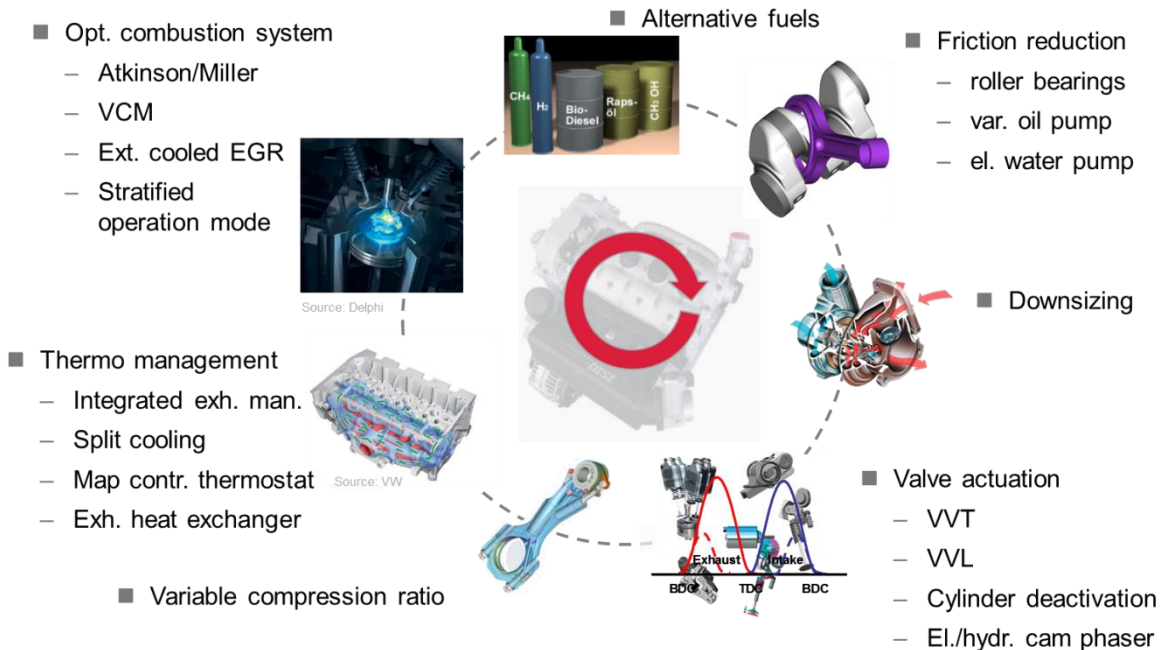 Opt. combustion system
– Atkinson/Miller
– VCM
– Ext. cooled EGR
– Stratified
operation mode
Source: Delphi
Alternative fuels
CH4
H2
Bio-
Diesel
Raps-
öl
CH3 OH
Friction reduction
– roller bearings
– var. oil pump
– el. water pump
Downsizing
Thermo management
– Integrated exh. man.
– Split cooling
– Map contr. thermostat
– Exh. heat exchanger
Source: VW
Variable compression ratio
Exhaust
Intake
BDC
TDC
BDC
Valve actuation
– VVT
– VVL
– Cylinder deactivation
– El./hydr. cam phaser